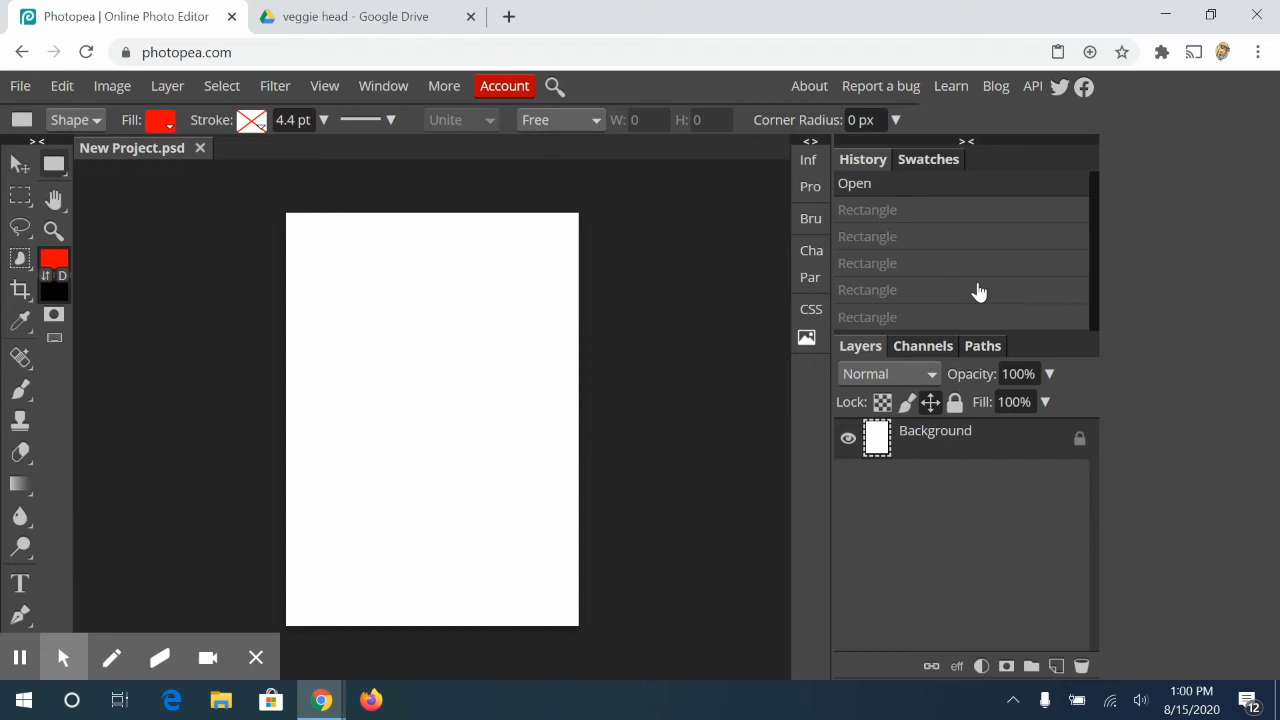 Photopea | Online Photo Editor
veggie head - Google Drive
photopea.com
File Edit Image Layer Select Filter View Window More Account About Report a bug Learn Blog API
Shape Fill: Stroke: 4.4 pt Unite Free W: 0 H: 0 Corner Radius: 0 px
New Project.psd
> <
< >
> <
Inf
Pro
Bru
Cha
Par
CSS
D
T
History Swatches
Open
Rectangle
Rectangle
Rectangle
Rectangle
Rectangle
Layers Channels Paths
Normal Opacity: 100%
Lock: Fill: 100%
Background
eff
1:00 PM
8/15/2020
12